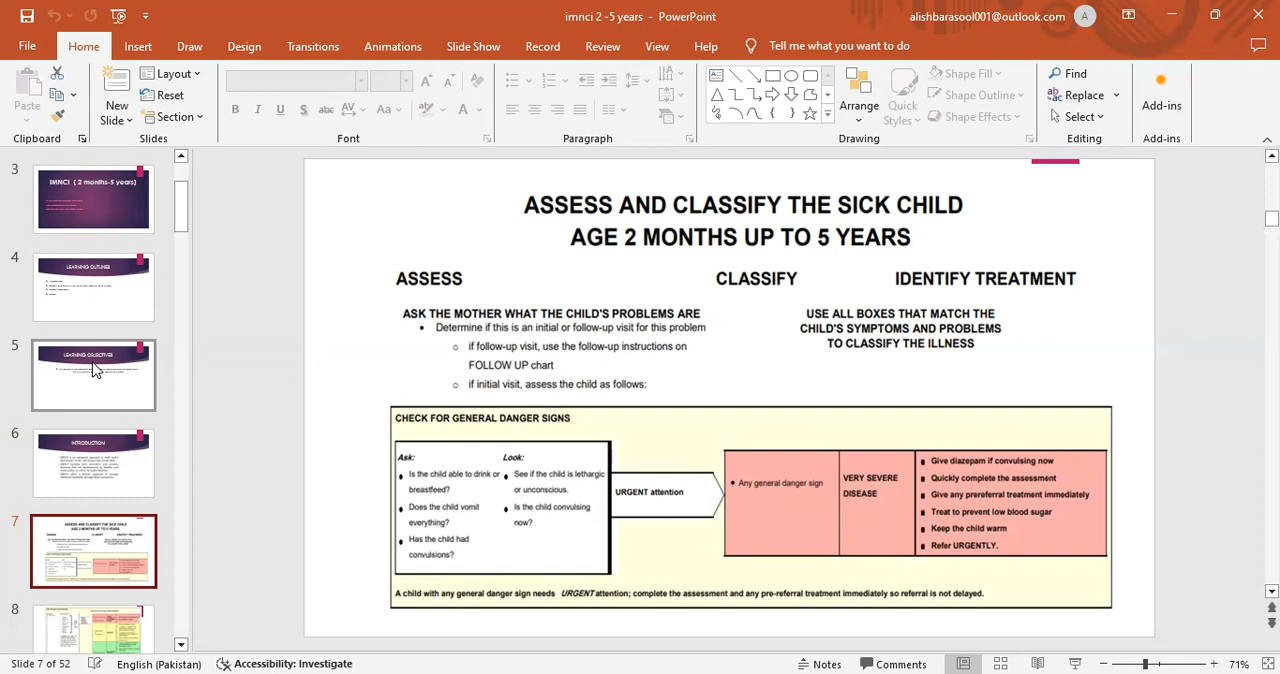 imnci 2 -5 years - PowerPoint
alishbarasool001@outlook.com
A
File
Home
Insert
Draw
Design
Transitions
Animations
Slide Show
Record
Review
View
Help
Tell me what you want to do
Paste
New
Slide
Layout
Reset
Section
B I U S abc AV Aa A
Shape Fill
Shape Outline
Shape Effects
Arrange
Quick
Styles
Find
Replace
Select
Add-ins
Clipboard
Slides
Font
Paragraph
Drawing
Editing
Add-ins
3
IMNCI ( 2 months-5 years)
4
LEARNING OUTLINES
5
LEARNING OBJECTIVES
6
INTRODUCTION
7
8
ASSESS AND CLASSIFY THE SICK CHILD
AGE 2 MONTHS UP TO 5 YEARS
ASSESS
CLASSIFY
IDENTIFY TREATMENT
ASK THE MOTHER WHAT THE CHILD'S PROBLEMS ARE
Determine if this is an initial or follow-up visit for this problem
if follow-up visit, use the follow-up instructions on
FOLLOW UP chart
if initial visit, assess the child as follows:
USE ALL BOXES THAT MATCH THE
CHILD'S SYMPTOMS AND PROBLEMS
TO CLASSIFY THE ILLNESS
CHECK FOR GENERAL DANGER SIGNS
Ask:
Is the child able to drink or
breastfeed?
Does the child vomit
everything?
Has the child had
convulsions?
Look:
See if the child is lethargic
or unconscious.
Is the child convulsing
now?
URGENT attention
Any general danger sign
VERY SEVERE
DISEASE
Give diazepam if convulsing now
Quickly complete the assessment
Give any prereferral treatment immediately
Treat to prevent low blood sugar
Keep the child warm
Refer URGENTLY.
A child with any general danger sign needs URGENT attention; complete the assessment and any pre-referral treatment immediately so referral is not delayed.
Slide 7 of 52
English (Pakistan)
Accessibility: Investigate
Notes
Comments
71%